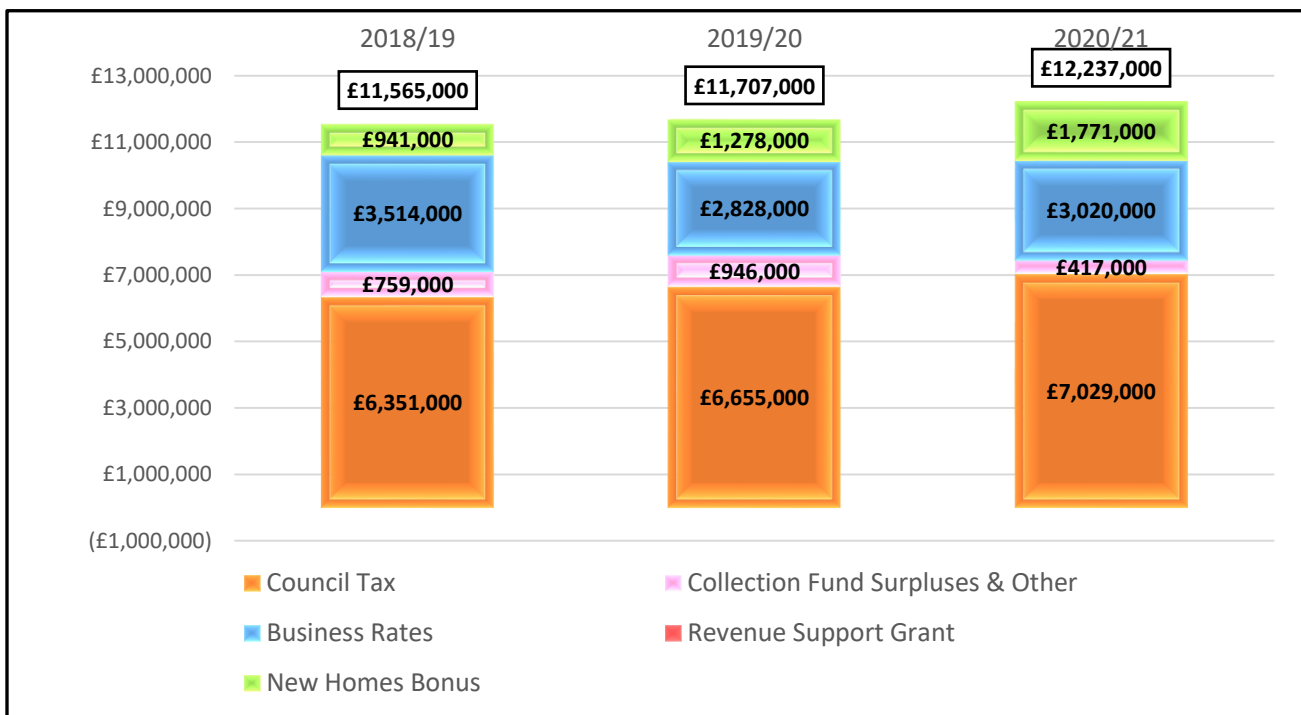 2018/19 2019/20 2020/21
£13,000,000
£11,565,000 £11,707,000 £12,237,000
£11,000,000
£941,000 £1,278,000 £1,771,000
£9,000,000
£3,514,000 £2,828,000 £3,020,000
£7,000,000
£759,000 £946,000 £417,000
£5,000,000
£3,000,000
£6,351,000 £6,655,000 £7,029,000
£1,000,000
(£1,000,000)
Council Tax Collection Fund Surpluses & Other
Business Rates Revenue Support Grant
New Homes Bonus